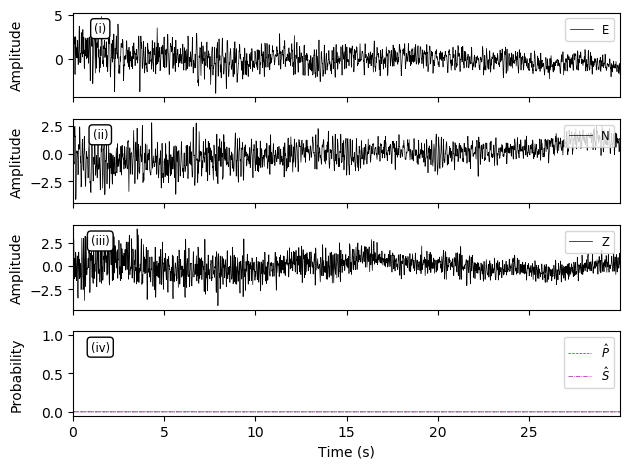 5
0
Amplitude
(i)
E
2.5
0.0
−2.5
Amplitude
(ii)
N
2.5
0.0
−2.5
Amplitude
(iii)
Z
1.0
0.5
0.0
Probability
(iv)
P̂
Ŝ
0 5 10 15 20 25
Time (s)